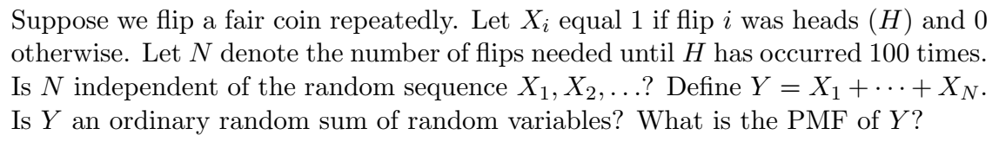 Suppose we flip a fair coin repeatedly. Let $X_i$ equal 1 if flip $i$ was heads ($H$) and 0
otherwise. Let $N$ denote the number of flips needed until $H$ has occurred 100 times.
Is $N$ independent of the random sequence $X_1, X_2, \ldots$? Define $Y = X_1 + \cdots + X_N$.
Is $Y$ an ordinary random sum of random variables? What is the PMF of $Y$?